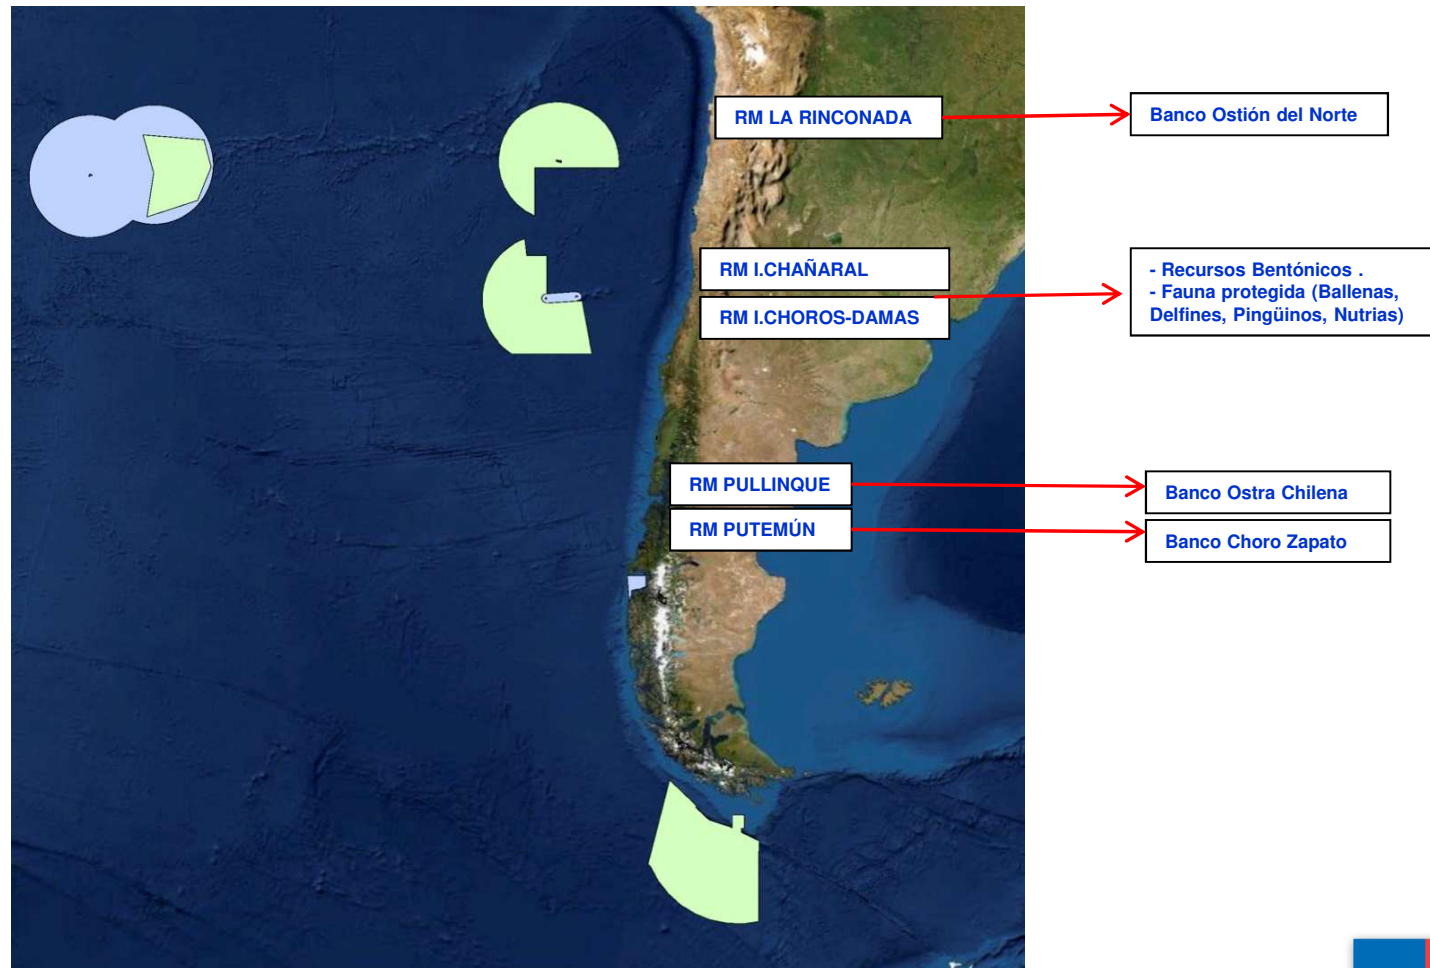 RM LA RINCONADA
Banco Ostión del Norte
RM I.CHAÑARAL
RM I.CHOROS-DAMAS
- Recursos Bentónicos .
- Fauna protegida (Ballenas,
Delfines, Pingüinos, Nutrias)
RM PULLINQUE
Banco Ostra Chilena
RM PUTEMÚN
Banco Choro Zapato